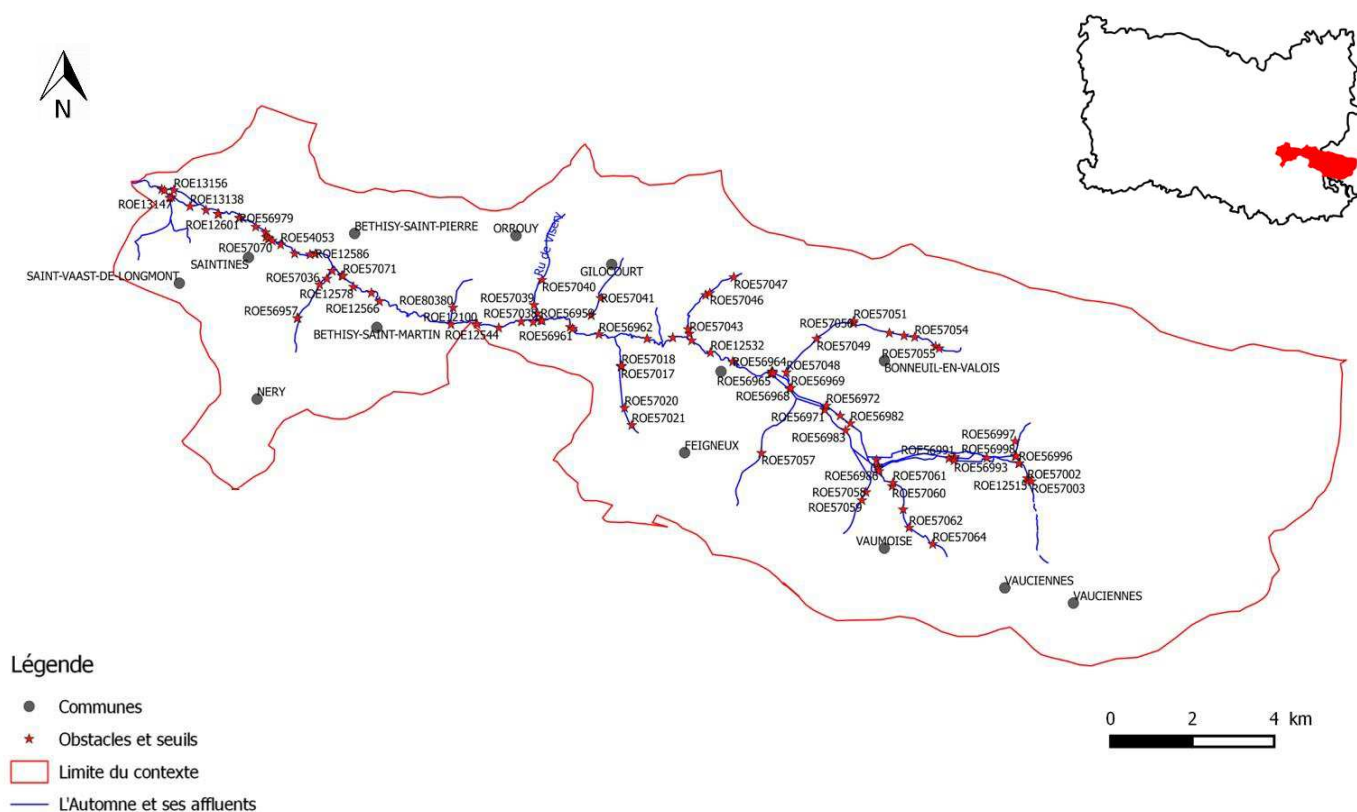 N
ROE13156
ROE13147
ROE13138
ROE12601
ROE56979
ROE54053
ROE57070
SAINTINES
BETHISY-SAINT-PIERRE
ORROUY
Ru de Visery
GILOCOURT
SAINT-VAAST-DE-LONGMONT
ROE12586
ROE57036
ROE57071
ROE12578
ROE12566
ROE56957
BETHISY-SAINT-MARTIN
ROE80380
ROE12100
ROE12544
ROE57039
ROE57038
ROE57040
ROE57041
ROE56961
ROE56962
ROE57047
ROE57046
ROE57043
ROE12532
ROE57018
ROE57017
ROE57020
ROE57021
ROE56964
ROE56965
ROE57048
ROE56969
ROE56968
ROE57051
ROE57049
ROE57054
ROE57055
BONNEUIL-EN-VALOIS
NERY
FEIGNEUX
ROE56972
ROE56971
ROE56982
ROE56983
ROE57057
ROE56997
ROE56991
ROE56998
ROE56996
ROE56993
ROE57002
ROE12515
ROE57003
ROE56986
ROE57061
ROE57060
ROE57058
ROE57059
ROE57062
ROE57064
VAUMOISE
VAUCIENNES
VAUCIENNES
Légende
Communes
Obstacles et seuils
Limite du contexte
L'Automne et ses affluents
0 2 4 km